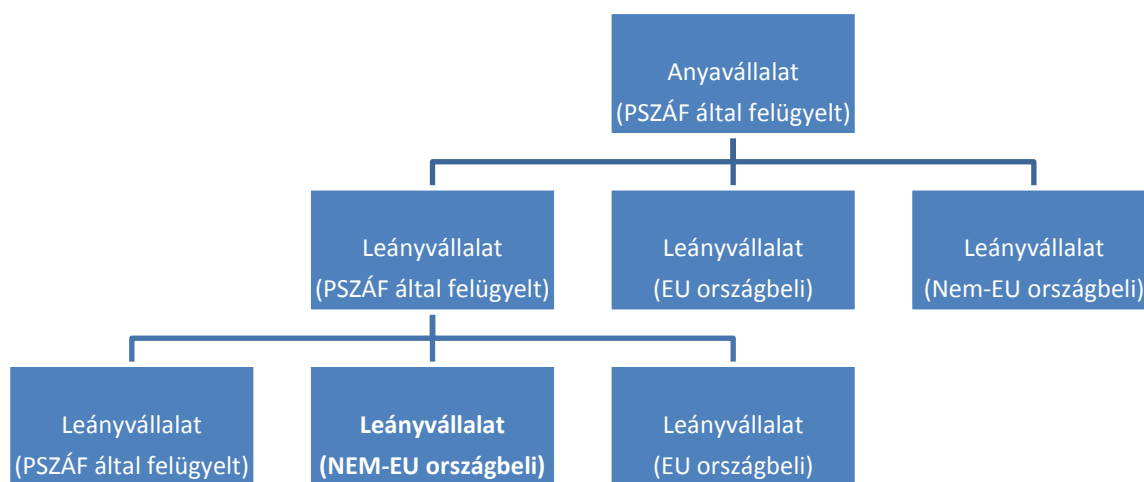 Anyavállalat
(PSZÁF által felügyelt)
Leányvállalat
(PSZÁF által felügyelt)
Leányvállalat
(EU országbeli)
Leányvállalat
(Nem-EU országbeli)
Leányvállalat
(PSZÁF által felügyelt)
Leányvállalat
(NEM-EU országbeli)
Leányvállalat
(EU országbeli)